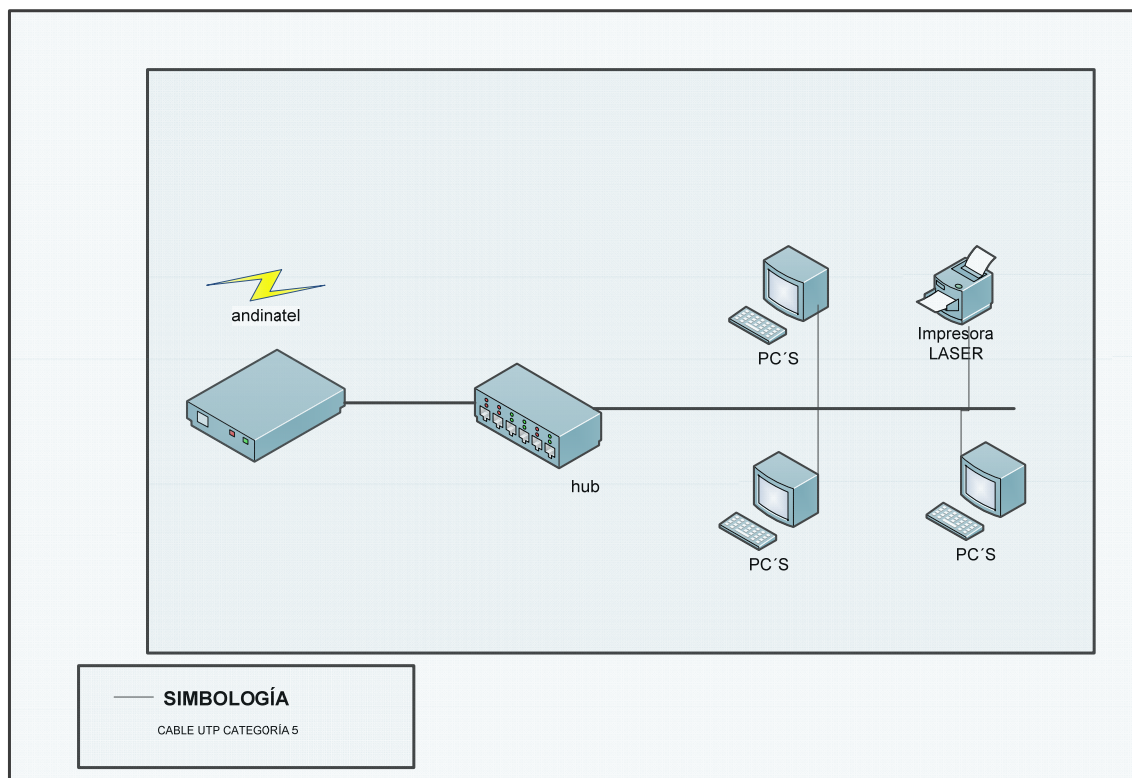 andinatel
PC´S
Impresora
LASER
hub
PC´S
PC´S
SIMBOLOGÍA
CABLE UTP CATEGORÍA 5